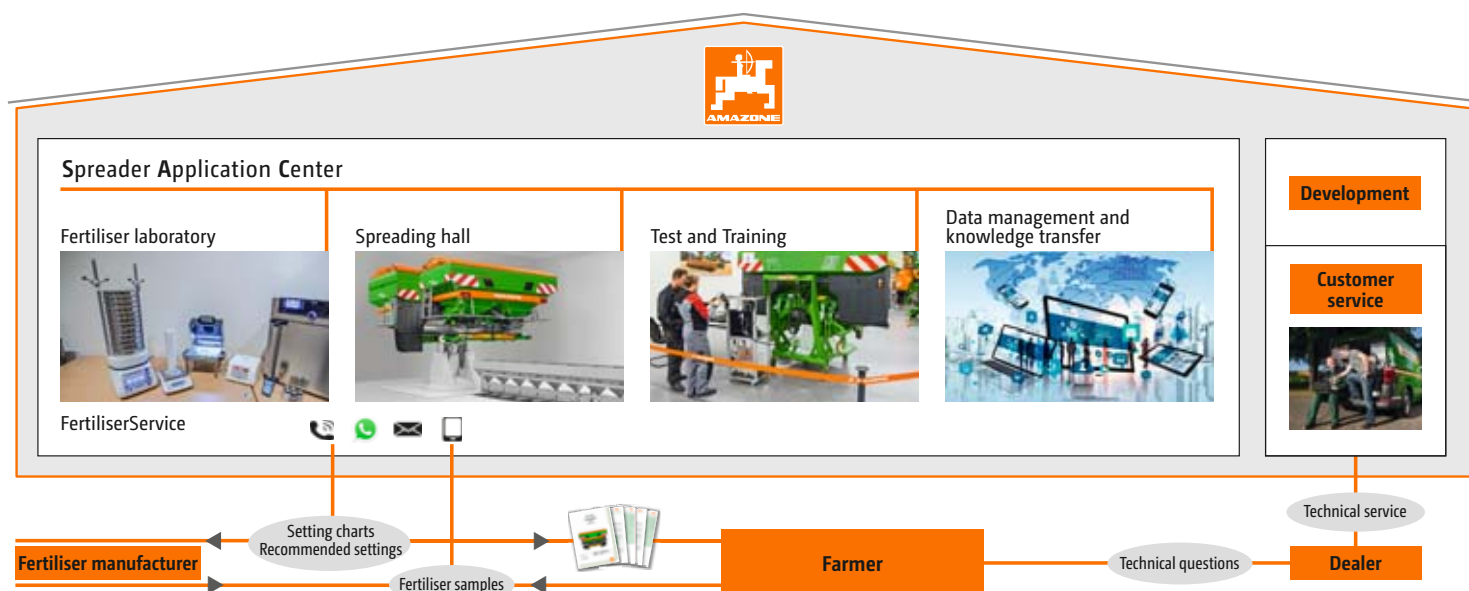 AMAZONE
Spreader Application Center
Fertiliser laboratory
Spreading hall
Test and Training
Data management and
knowledge transfer
FertiliserService
Development
Customer
service
Setting charts
Recommended settings
Fertiliser manufacturer
Fertiliser samples
Farmer
Technical questions
Technical service
Dealer